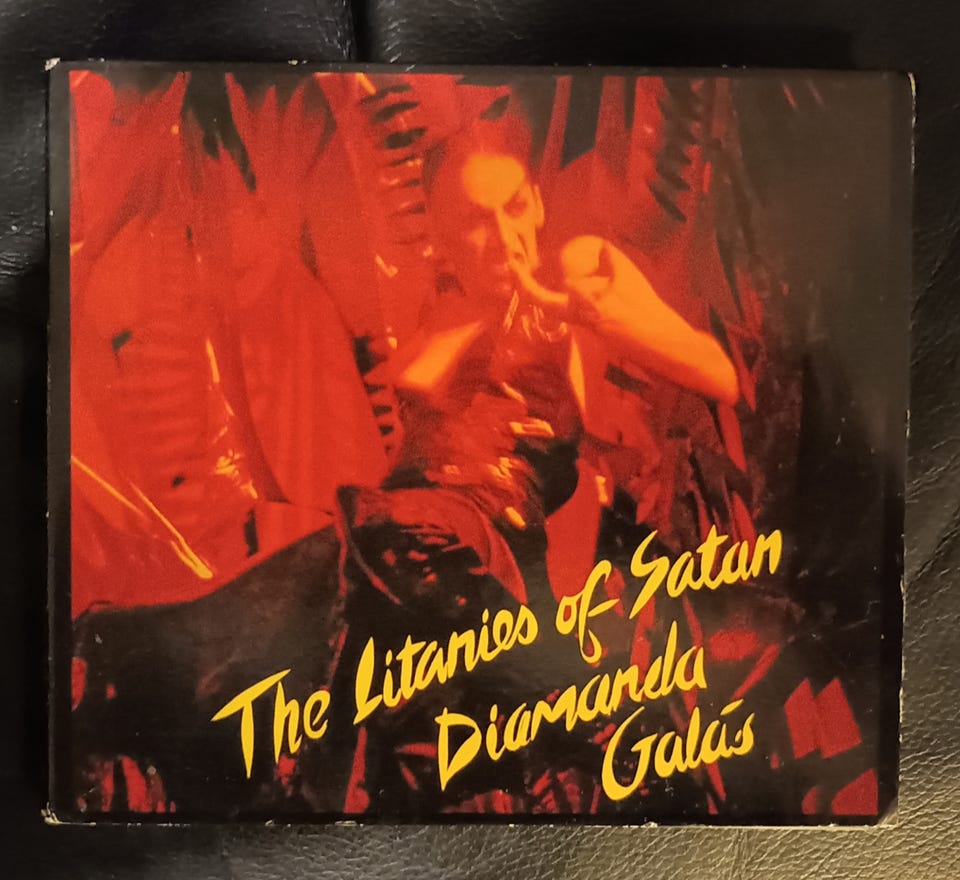 The Litanies of Satan
Diamanda
Galás